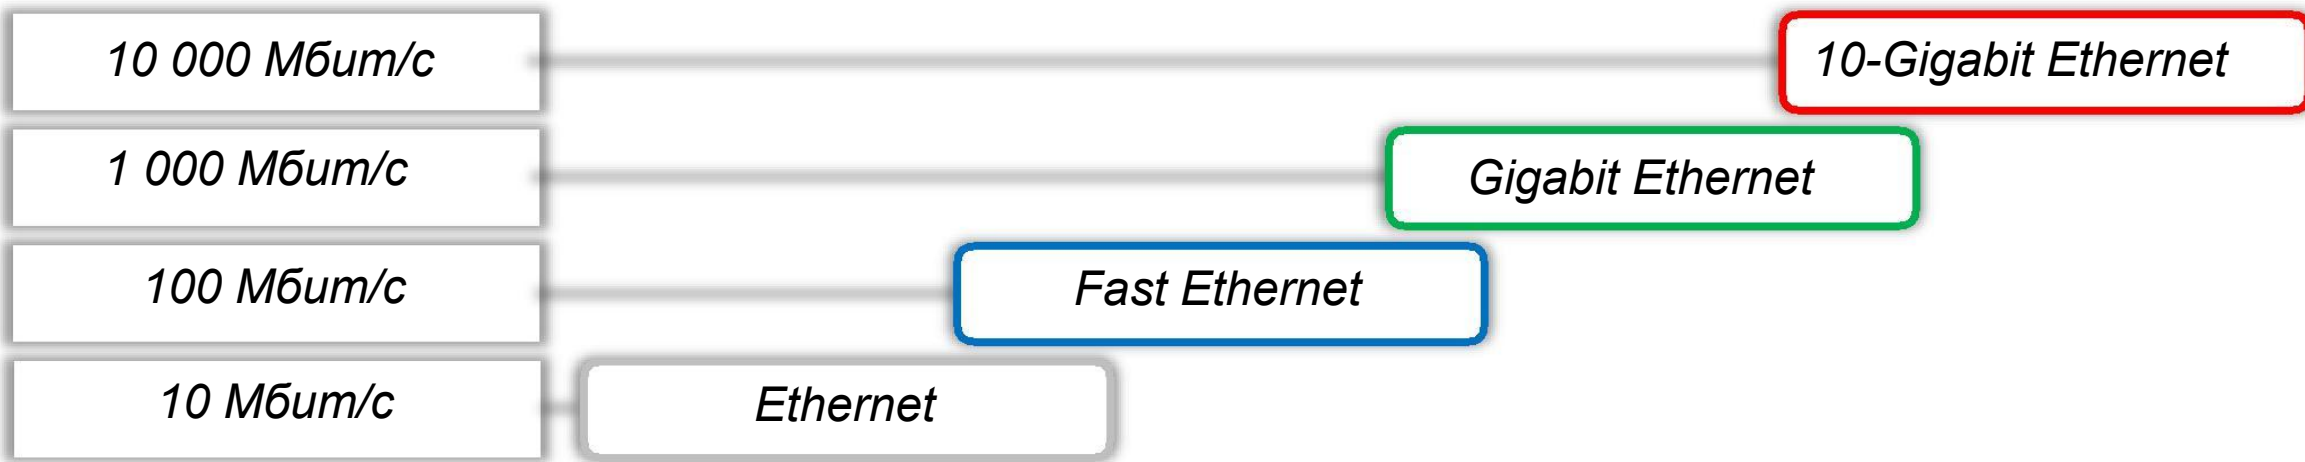 10 000 Мбит/с
10-Gigabit Ethernet
1 000 Мбит/с
Gigabit Ethernet
100 Мбит/с
Fast Ethernet
10 Мбит/с
Ethernet